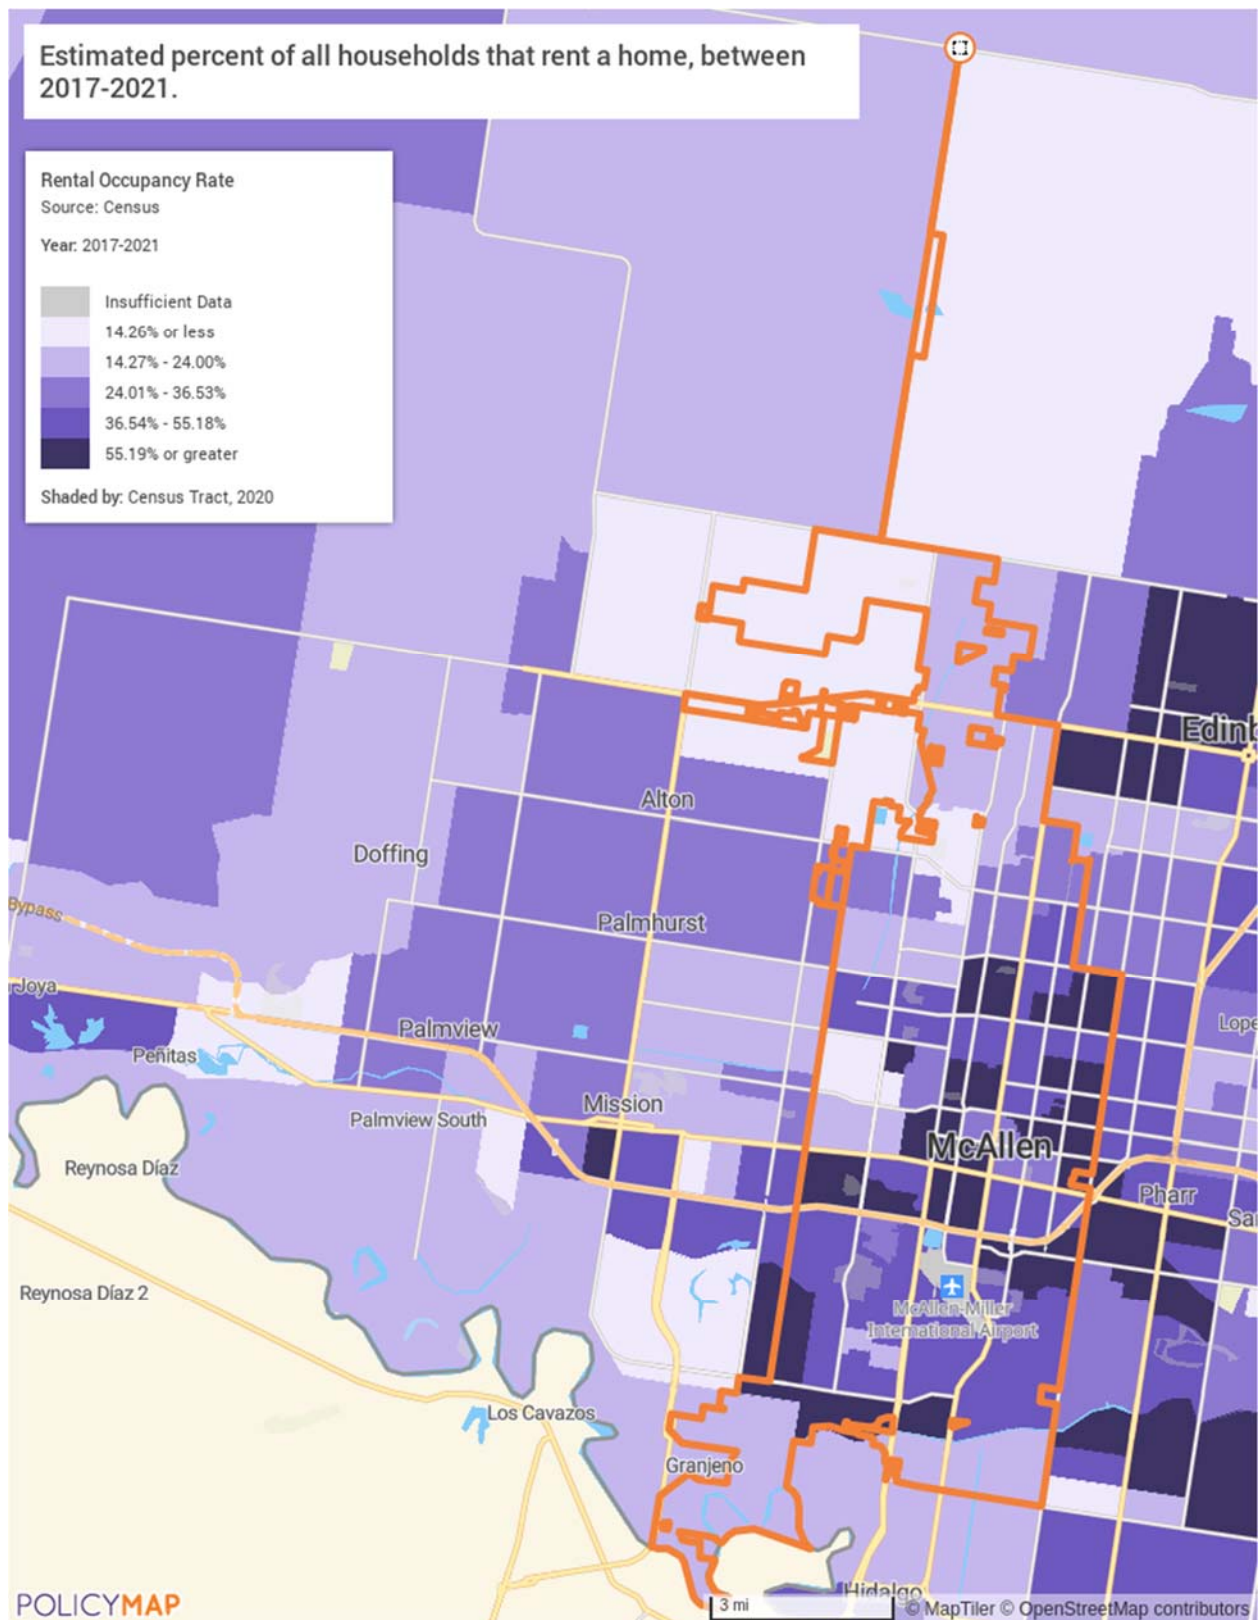 Estimated percent of all households that rent a home, between
2017-2021.
Rental Occupancy Rate
Source: Census
Year: 2017-2021
Insufficient Data
14.26% or less
14.27% - 24.00%
24.01% - 36.53%
36.54% - 55.18%
55.19% or greater
Shaded by: Census Tract, 2020
Edinb
Alton
Doffing
Bypass
Palmhurst
Joya
Lope
Palmview
Peñitas
Mission
Palmview South
McAllen
Reynosa Díaz
Pharr
Sa
Reynosa Díaz 2
McAllen-Miller
International Airport
Los Cavazos
Granjeno
Hidalgo
POLICYMAP
3 mi
© MapTiler © OpenStreetMap contributors